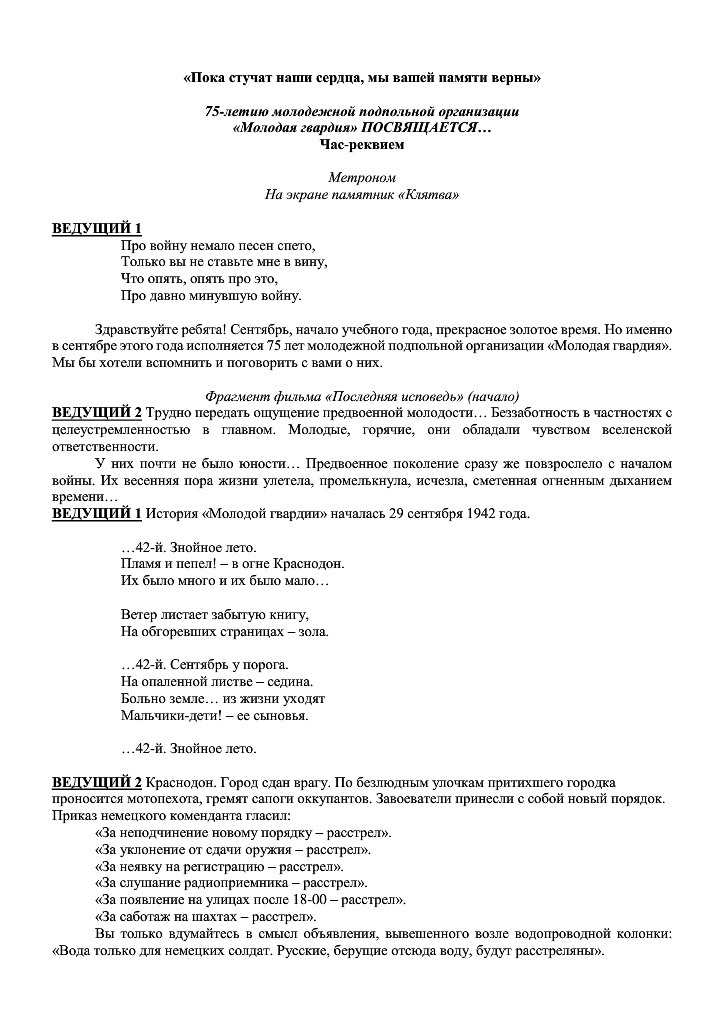 «Пока стучат наши сердца, мы вашей памяти верны»
75-летию молодежной подпольной организации
«Молодая гвардия» ПОСВЯЩАЕТСЯ…
Час-реквием
Метроном
На экране памятник «Клятва»
ВЕДУЩИЙ 1
Про войну немало песен спето,
Только вы не ставьте мне в вину,
Что опять, опять про это,
Про давно минувшую войну.
Здравствуйте ребята! Сентябрь, начало учебного года, прекрасное золотое время. Но именно
в сентябре этого года исполняется 75 лет молодежной подпольной организации «Молодая гвардия».
Мы бы хотели вспомнить и поговорить с вами о них.
Фрагмент фильма «Последняя исповедь» (начало)
ВЕДУЩИЙ 2 Трудно передать ощущение предвоенной молодости… Беззаботность в частностях с
целеустремленностью в главном. Молодые, горячие, они обладали чувством вселенской
ответственности.
У них почти не было юности… Предвоенное поколение сразу же повзрослело с началом
войны. Их весенняя пора жизни улетела, промелькнула, исчезла, сметенная огненным дыханием
времени…
ВЕДУЩИЙ 1 История «Молодой гвардии» началась 29 сентября 1942 года.
…42-й. Знойное лето.
Пламя и пепел! – в огне Краснодон.
Их было много и их было мало…
Ветер листает забытую книгу,
На обгоревших страницах – зола.
…42-й. Сентябрь у порога.
На опаленной листве – седина.
Больно земле… из жизни уходят
Мальчики-дети! – ее сыновья.
…42-й. Знойное лето.
ВЕДУЩИЙ 2 Краснодон. Город сдан врагу. По безлюдным улочкам притихшего городка
проносится мотопехота, гремят сапоги оккупантов. Завоеватели принесли с собой новый порядок.
Приказ немецкого коменданта гласил:
«За неподчинение новому порядку – расстрел».
«За уклонение от сдачи оружия – расстрел».
«За неявку на регистрацию – расстрел».
«За слушание радиоприемника – расстрел».
«За появление на улицах после 18-00 – расстрел».
«За саботаж на шахтах – расстрел».
Вы только вдумайтесь в смысл объявления, вывешенного возле водопроводной колонки:
«Вода только для немецких солдат. Русские, берущие отсюда воду, будут расстреляны».